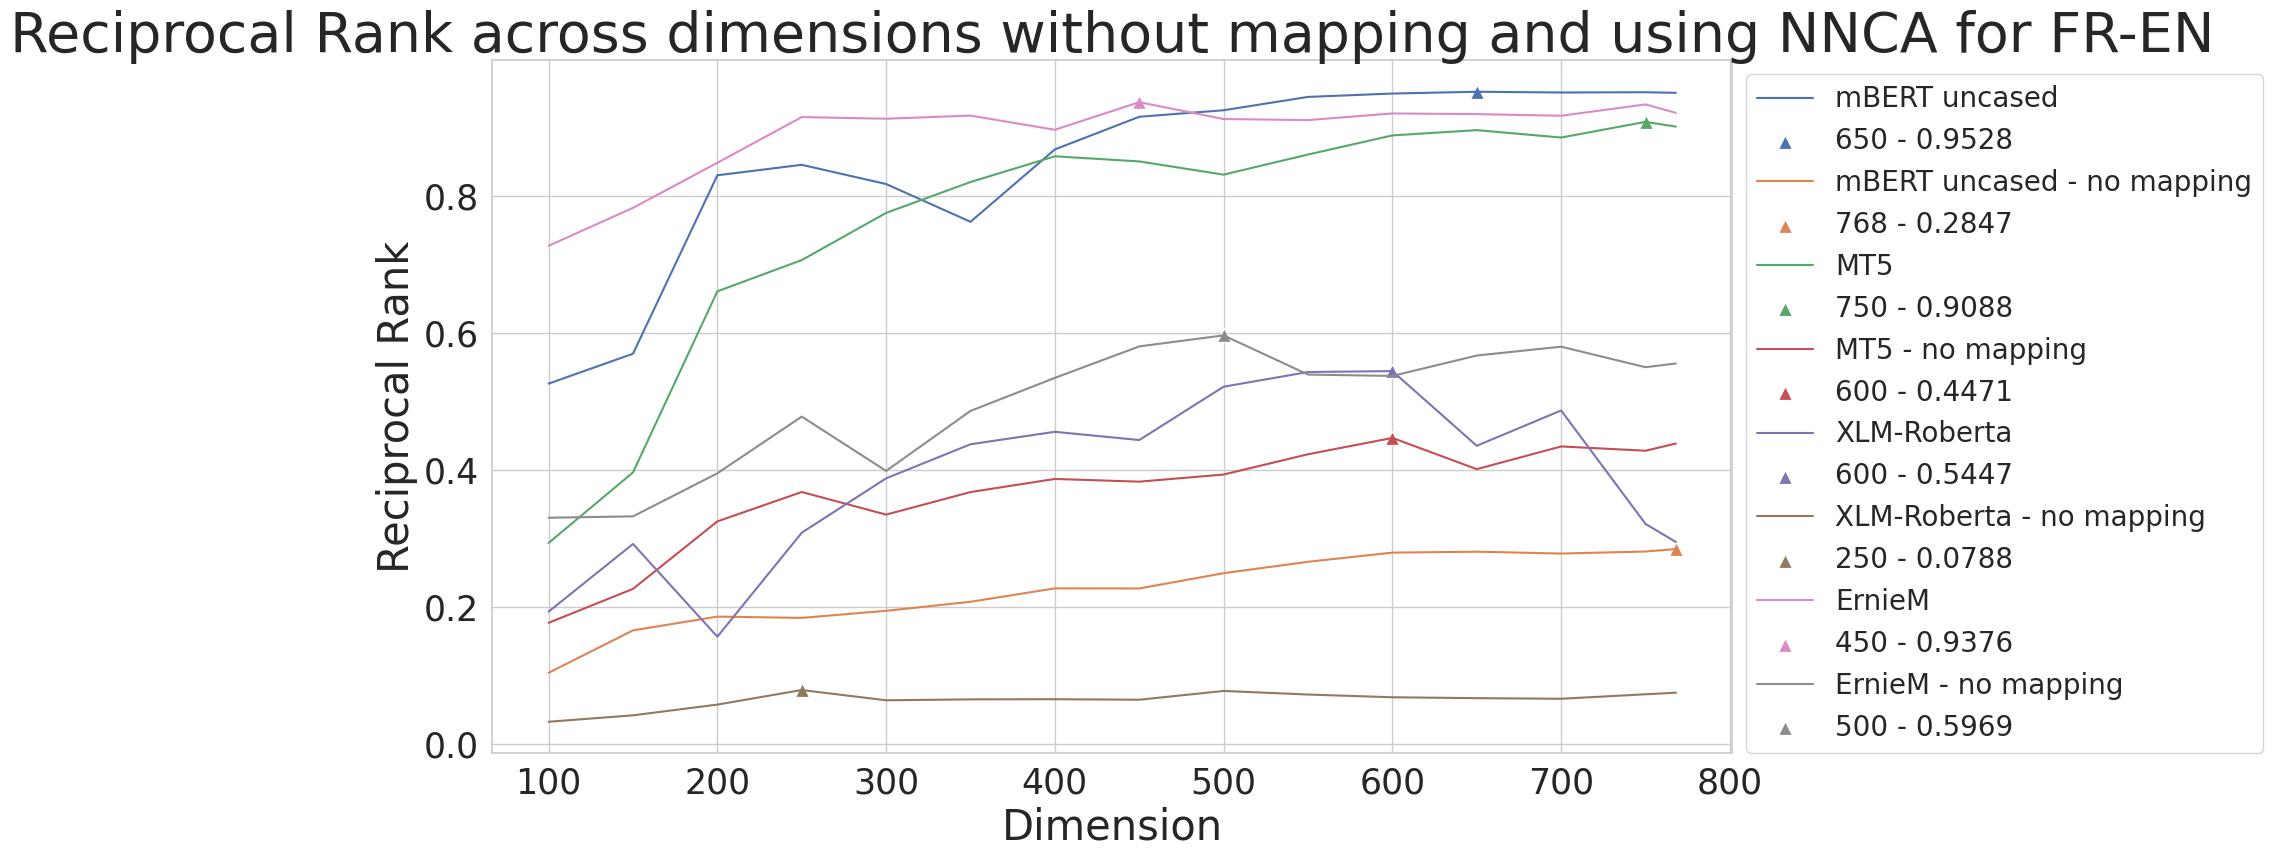 Reciprocal Rank across dimensions without mapping and using NNCA for FR-EN
Reciprocal Rank
0.8
0.6
0.4
0.2
0.0
100 200 300 400 500 600 700 800
Dimension
mBERT uncased
650 - 0.9528
mBERT uncased - no mapping
768 - 0.2847
MT5
750 - 0.9088
MT5 - no mapping
600 - 0.4471
XLM-Roberta
600 - 0.5447
XLM-Roberta - no mapping
250 - 0.0788
ErnieM
450 - 0.9376
ErnieM - no mapping
500 - 0.5969